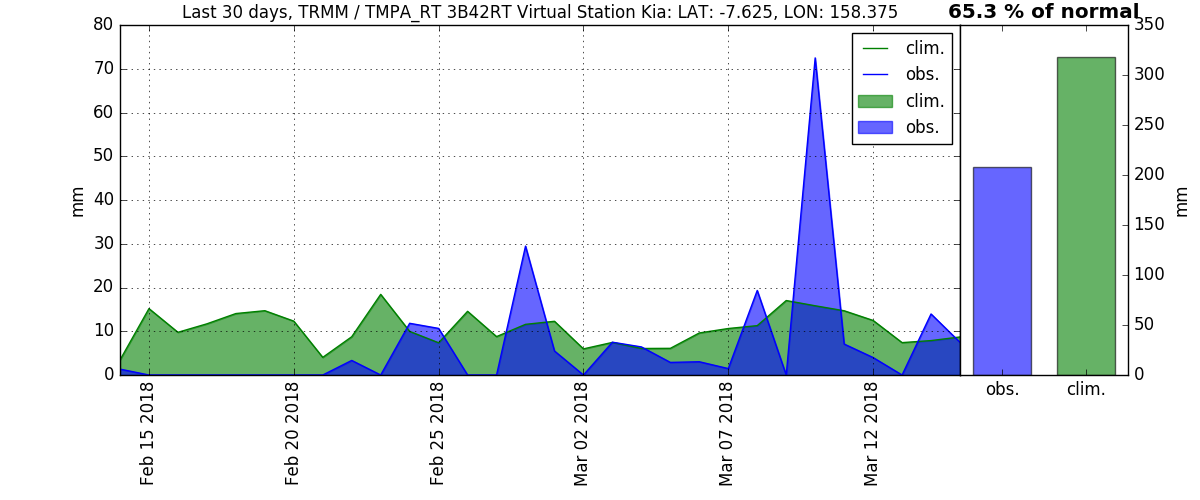 Last 30 days, TRMM / TMPA_RT 3B42RT Virtual Station Kia: LAT: -7.625, LON: 158.375
65.3 % of normal
clim.
obs.
clim.
obs.
80
70
60
50
40
30
20
10
0
mm
Feb 15 2018
Feb 20 2018
Feb 25 2018
Mar 02 2018
Mar 07 2018
Mar 12 2018
350
300
250
200
150
100
50
0
mm
obs.
clim.